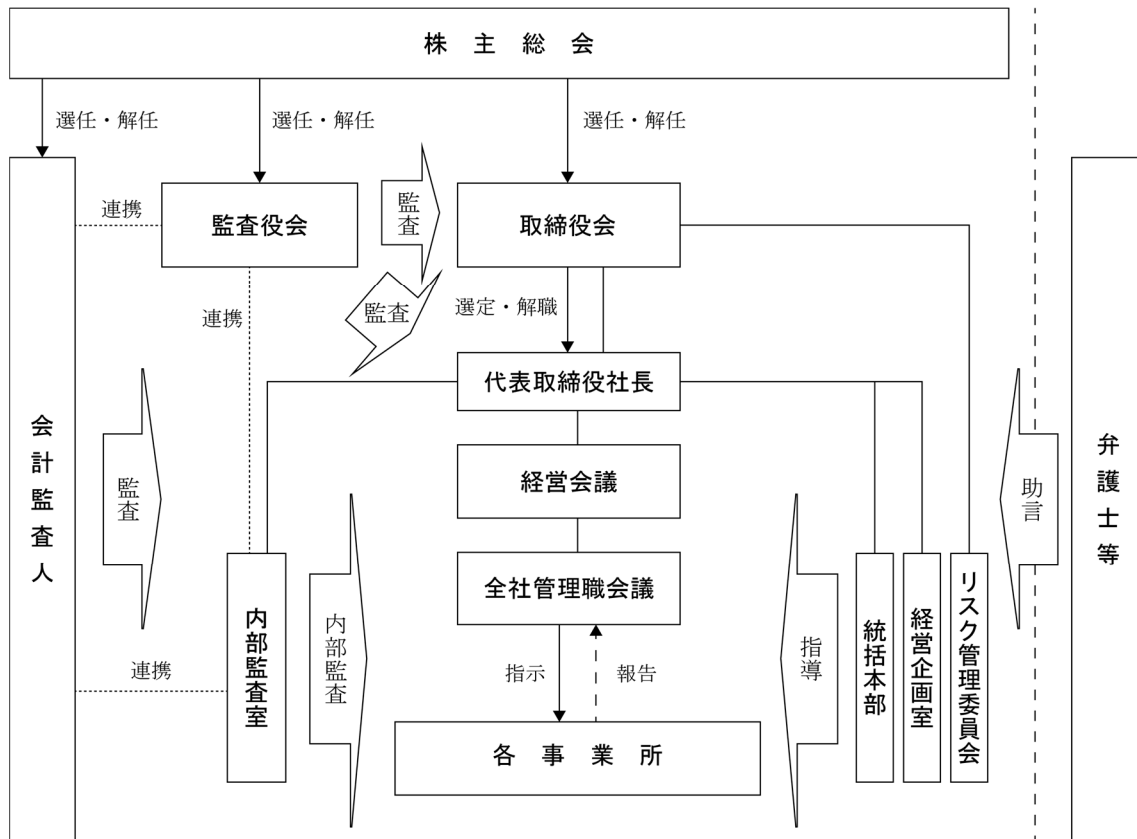 株主総会
選任・解任
選任・解任
選任・解任
監査役会
監査
取締役会
連携
連携
監査
選定・解職
代表取締役社長
会計監査人
監査
経営会議
助言
弁護士等
全社管理職会議
内部監査室
内部監査
指示
報告
指導
統括本部
経営企画室
リスク管理委員会
連携
各事業所